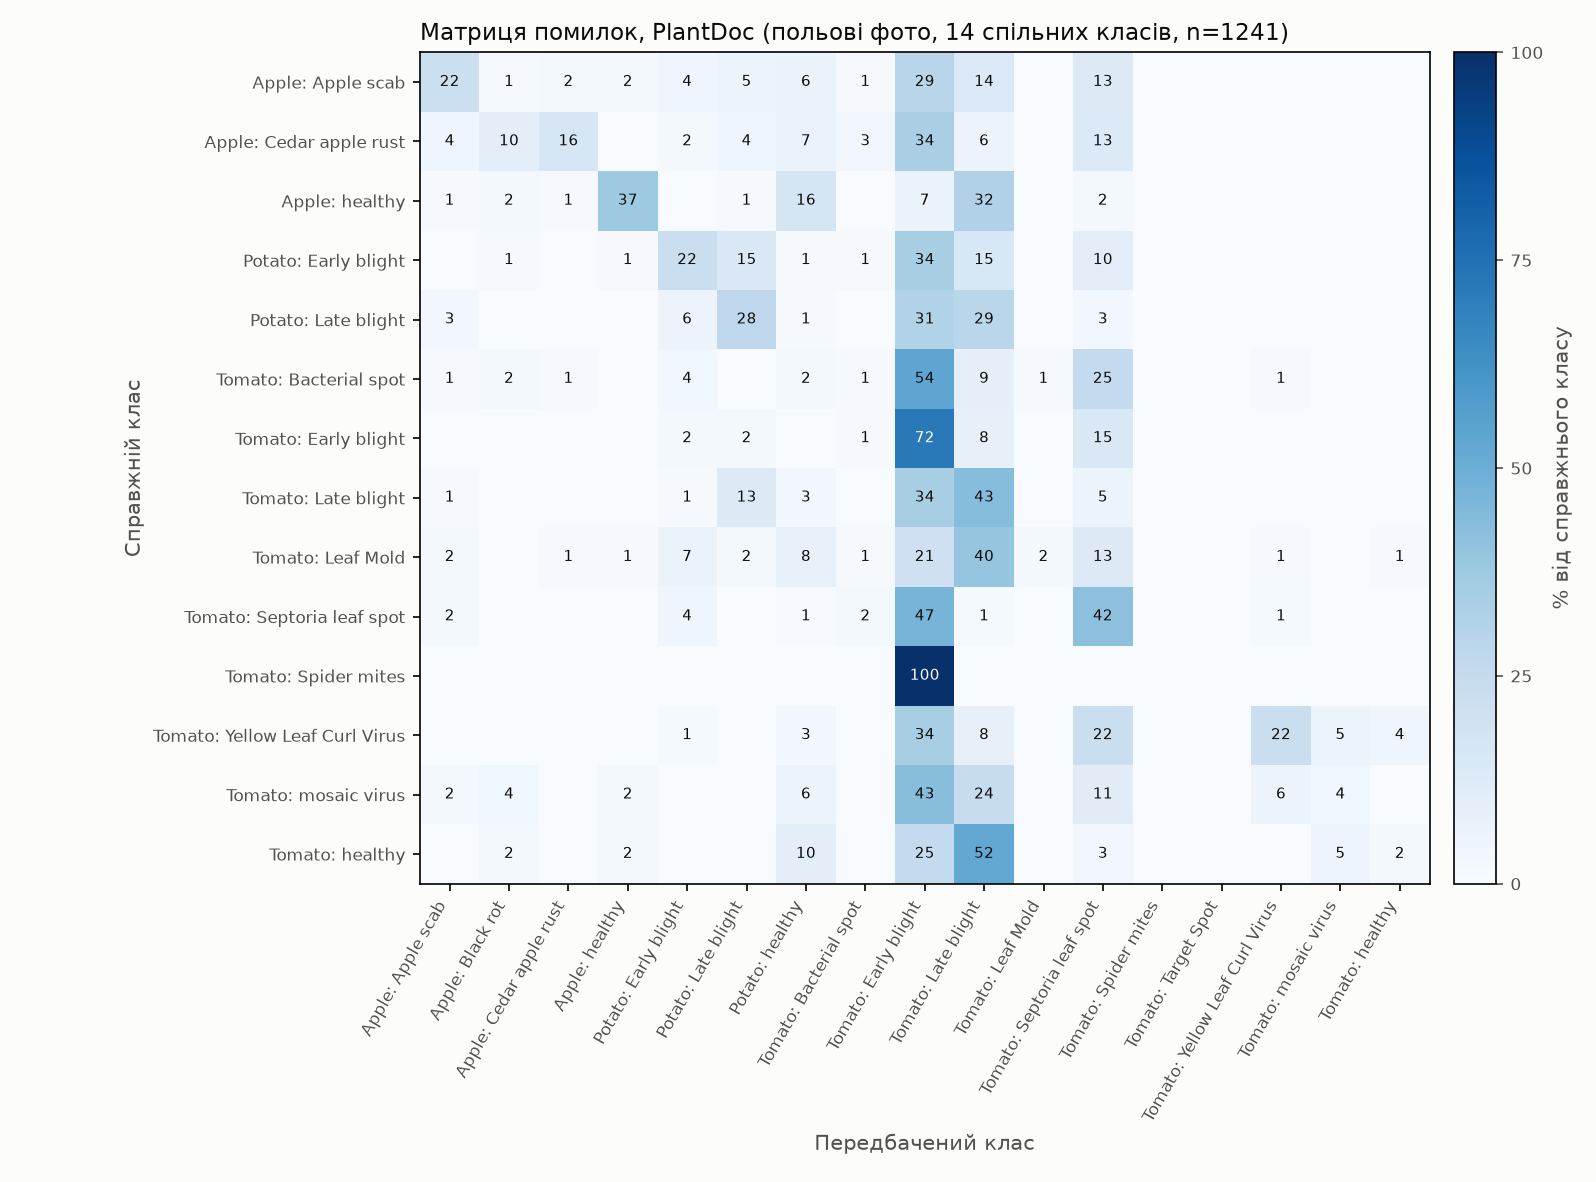 Матриця помилок, PlantDoc (польові фото, 14 спільних класів, n=1241)
Apple: Apple scab 22 1 2 2 4 5 6 1 29 14 13
Apple: Cedar apple rust 4 10 16 2 4 7 3 34 6 13
Apple: healthy 1 2 1 37 1 16 7 32 2
Potato: Early blight 1 1 22 15 1 1 34 15 10
Potato: Late blight 3 6 28 1 31 29 3
Tomato: Bacterial spot 1 2 1 4 2 1 54 9 1 25 1
Tomato: Early blight 2 2 1 72 8 15
Tomato: Late blight 1 1 13 3 34 43 5
Tomato: Leaf Mold 2 1 1 7 2 8 1 21 40 2 13 1 1
Tomato: Septoria leaf spot 2 4 1 2 47 1 42 1
Tomato: Spider mites 100
Tomato: Yellow Leaf Curl Virus 1 3 34 8 22 22 5 4
Tomato: mosaic virus 2 4 2 6 43 24 11 6 4
Tomato: healthy 2 2 10 25 52 3 5 2
Справжній клас
Apple: Apple scab
Apple: Black rot
Apple: Cedar apple rust
Apple: healthy
Potato: Early blight
Potato: Late blight
Potato: healthy
Tomato: Bacterial spot
Tomato: Early blight
Tomato: Late blight
Tomato: Leaf Mold
Tomato: Septoria leaf spot
Tomato: Spider mites
Tomato: Target Spot
Tomato: Yellow Leaf Curl Virus
Tomato: mosaic virus
Tomato: healthy
Передбачений клас
100
75
50
25
0
% від справжнього класу